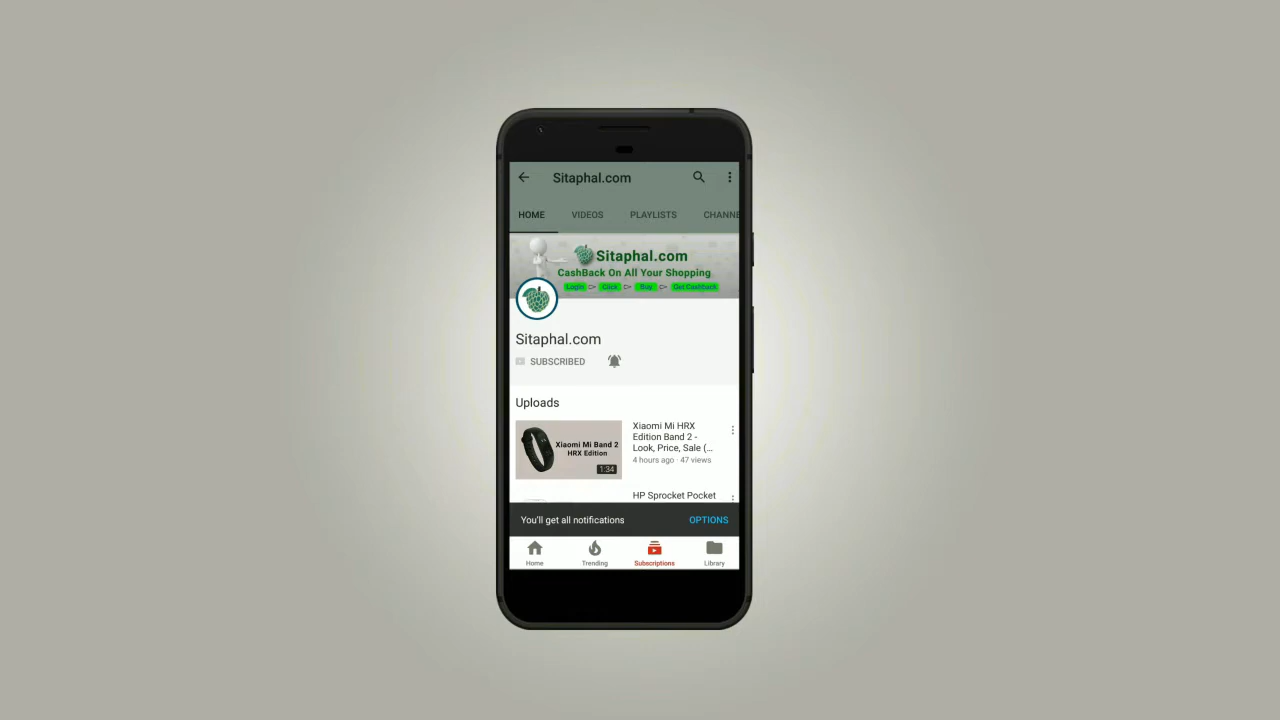 Sitaphal.com
HOME VIDEOS PLAYLISTS CHANNE
Sitaphal.com
CashBack On All Your Shopping
Login Click Buy Get Cashback
Sitaphal.com
SUBSCRIBED
Uploads
Xiaomi Mi Band 2
HRX Edition
1:34
Xiaomi Mi HRX
Edition Band 2 -
Look, Price, Sale (...
4 hours ago · 47 views
HP Sprocket Pocket
You'll get all notifications OPTIONS
Home Trending Subscriptions Library